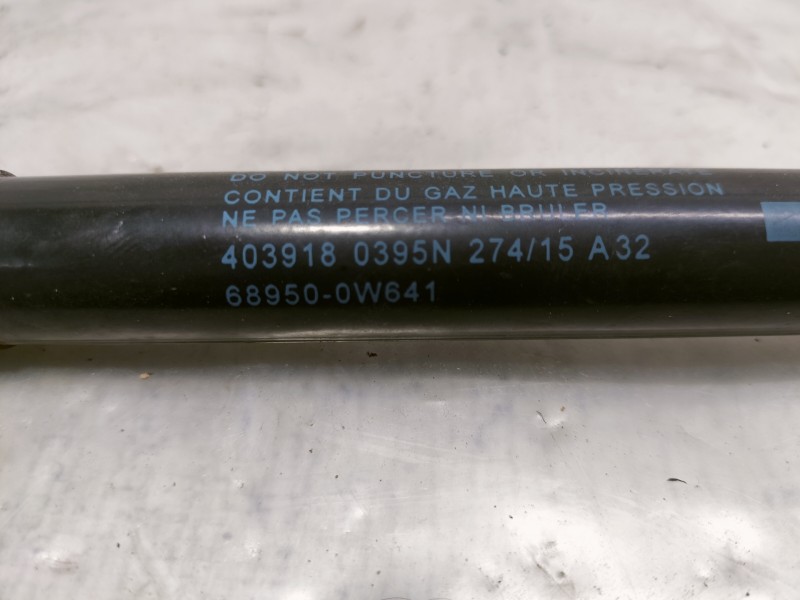 DO NOT PUNCTURE OR INCINERATE
CONTIENT DU GAZ HAUTE PRESSION
NE PAS PERCER NI BRULER
403918 0395N 274/15 A32
68950-0W641